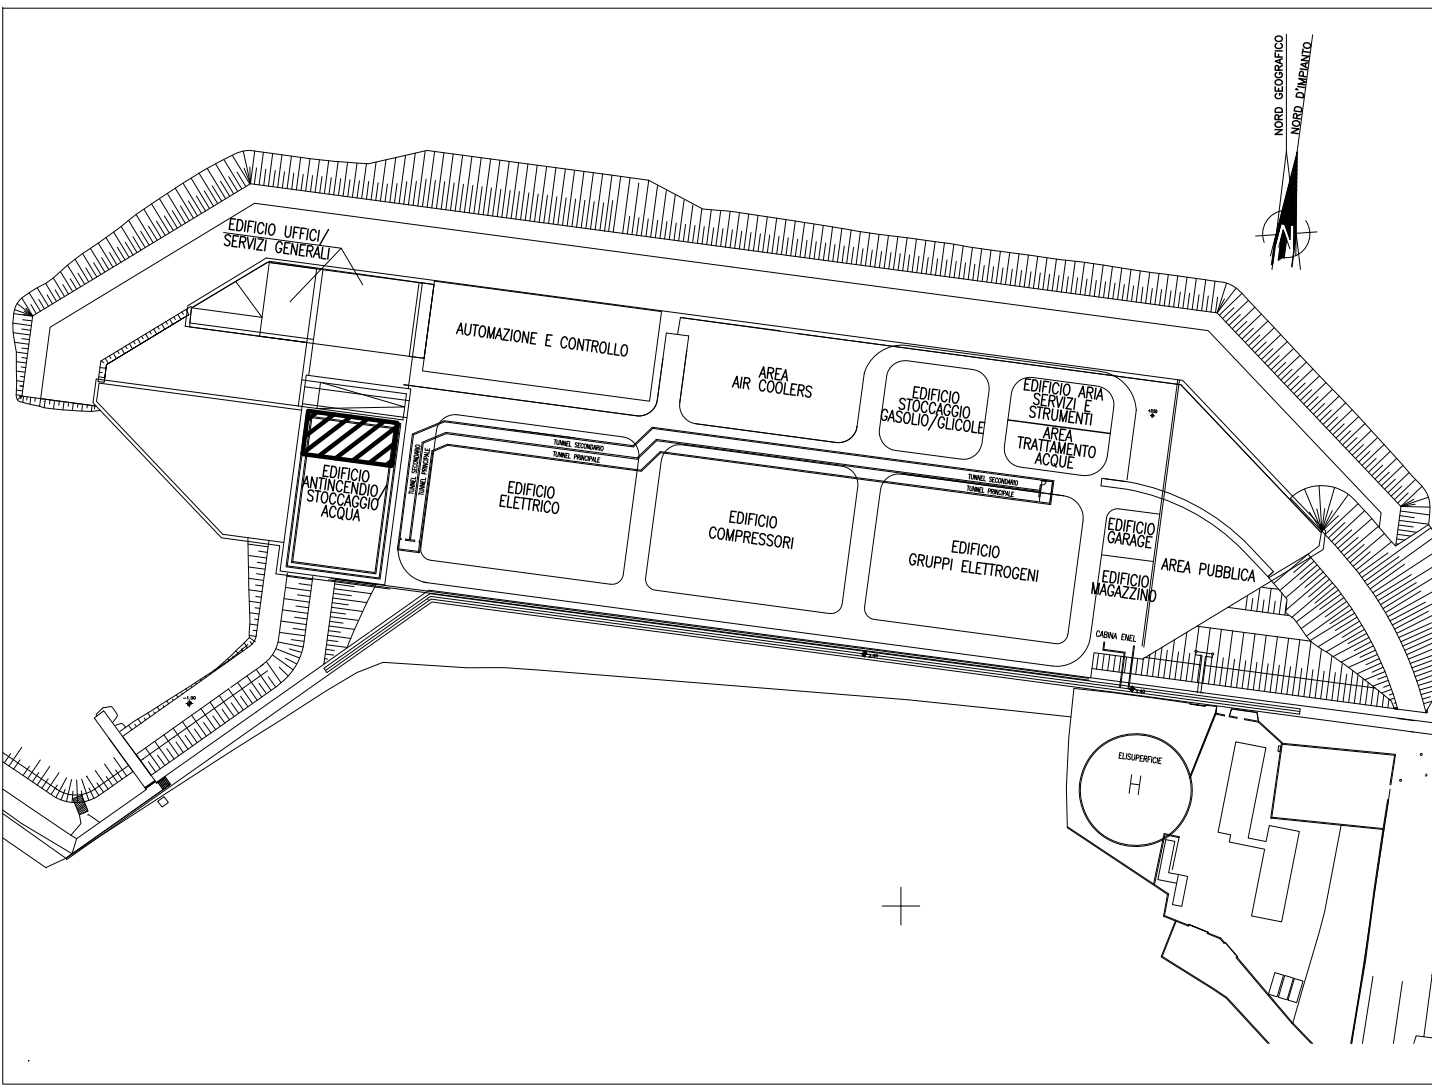 NORD GEOGRAFICO
NORD D'IMPIANTO
N
EDIFICIO UFFICI/
SERVIZI GENERALI
AUTOMAZIONE E CONTROLLO
AREA
AIR COOLERS
EDIFICIO
STOCCAGGIO
GASOLIO/GLICOLE
EDIFICIO ARIA
SERVIZI E
STRUMENTI
AREA
TRATTAMENTO
ACQUE
TUNNEL SECONDARIO
TUNNEL PRINCIPALE
TUNNEL SECONDARIO
TUNNEL PRINCIPALE
TUNNEL SECONDARIO
TUNNEL PRINCIPALE
EDIFICIO
ANTINCENDIO/
STOCCAGGIO
ACQUA
EDIFICIO
ELETTRICO
EDIFICIO
COMPRESSORI
EDIFICIO
GRUPPI ELETTROGENI
EDIFICIO
GARAGE
EDIFICIO
MAGAZZINO
AREA PUBBLICA
CABINA ENEL
-1.00
ELISUPERFICIE
H